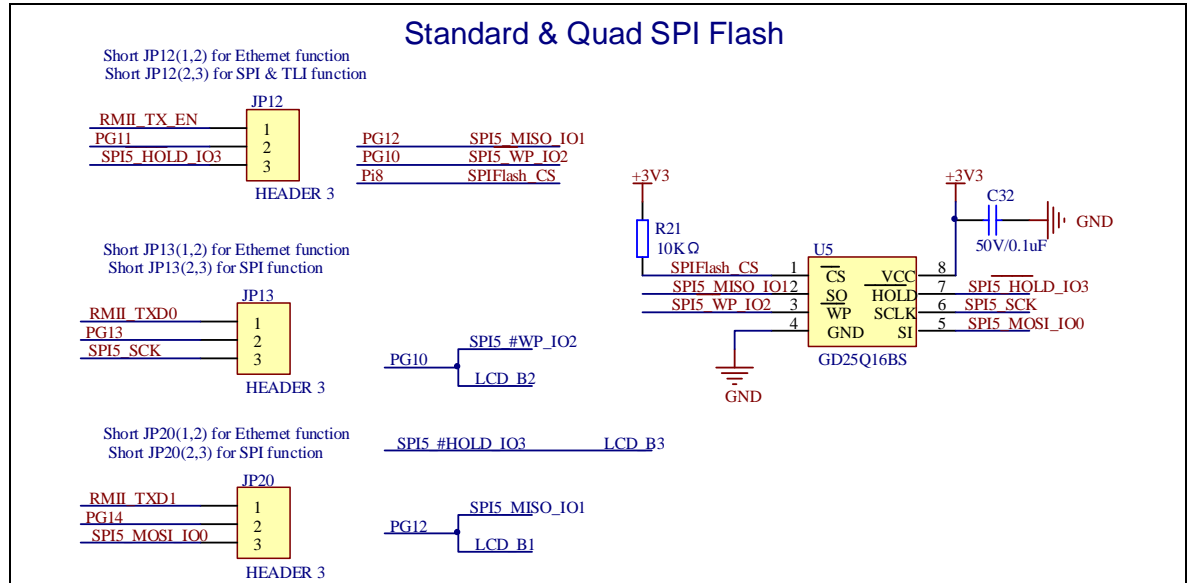 Standard & Quad SPI Flash
Short JP12(1,2) for Ethernet function
Short JP12(2,3) for SPI & TLI function
JP12
RMII_TX_EN
1
PG11
2
SPI5_HOLD_IO3
3
HEADER 3
PG12 SPI5_MISO_IO1
PG10 SPI5_WP_IO2
Pi8 SPIFlash_CS
Short JP13(1,2) for Ethernet function
Short JP13(2,3) for SPI function
JP13
RMII_TXD0
1
PG13
2
SPI5_SCK
3
HEADER 3
SPI5_#WP_IO2
PG10
LCD_B2
Short JP20(1,2) for Ethernet function
Short JP20(2,3) for SPI function
JP20
RMII_TXD1
1
PG14
2
SPI5_MOSI_IO0
3
HEADER 3
SPI5_#HOLD_IO3 LCD_B3
SPI5_MISO_IO1
PG12
LCD_B1
+3V3
R21
10KΩ
+3V3
C32
50V/0.1uF
GND
U5
SPIFlash_CS 1 CS VCC 8
SPI5_MISO_IO1 2 SO HOLD 7 SPI5_HOLD_IO3
SPI5_WP_IO2 3 WP SCLK 6 SPI5_SCK
4 GND SI 5 SPI5_MOSI_IO0
GD25Q16BS
GND